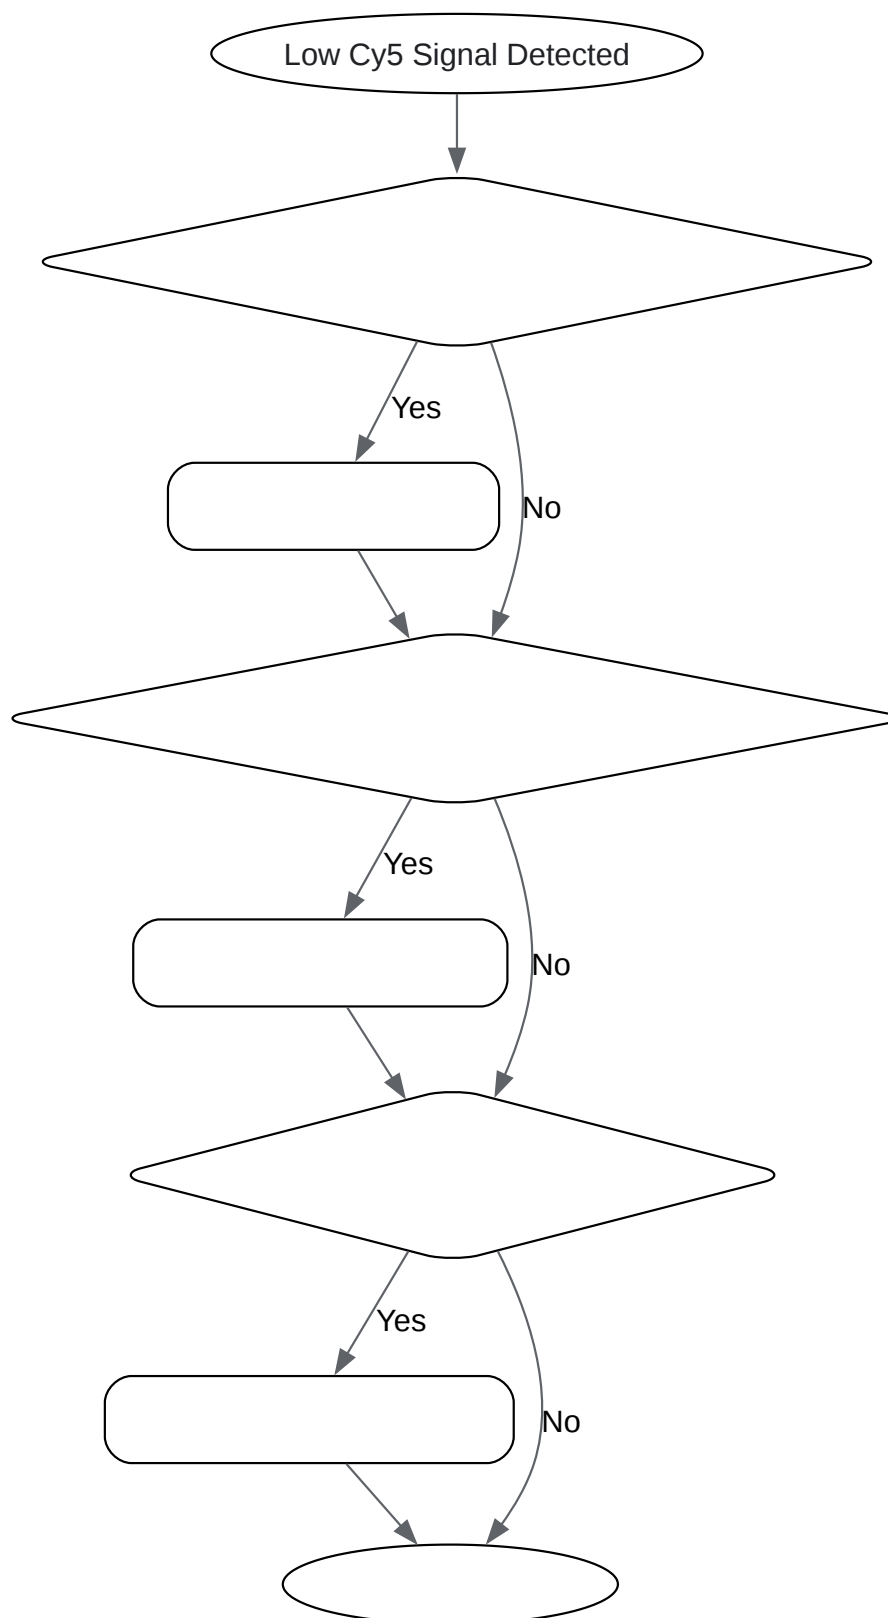 Low Cy5 Signal Detected
Yes
No
Yes
No
Yes
No